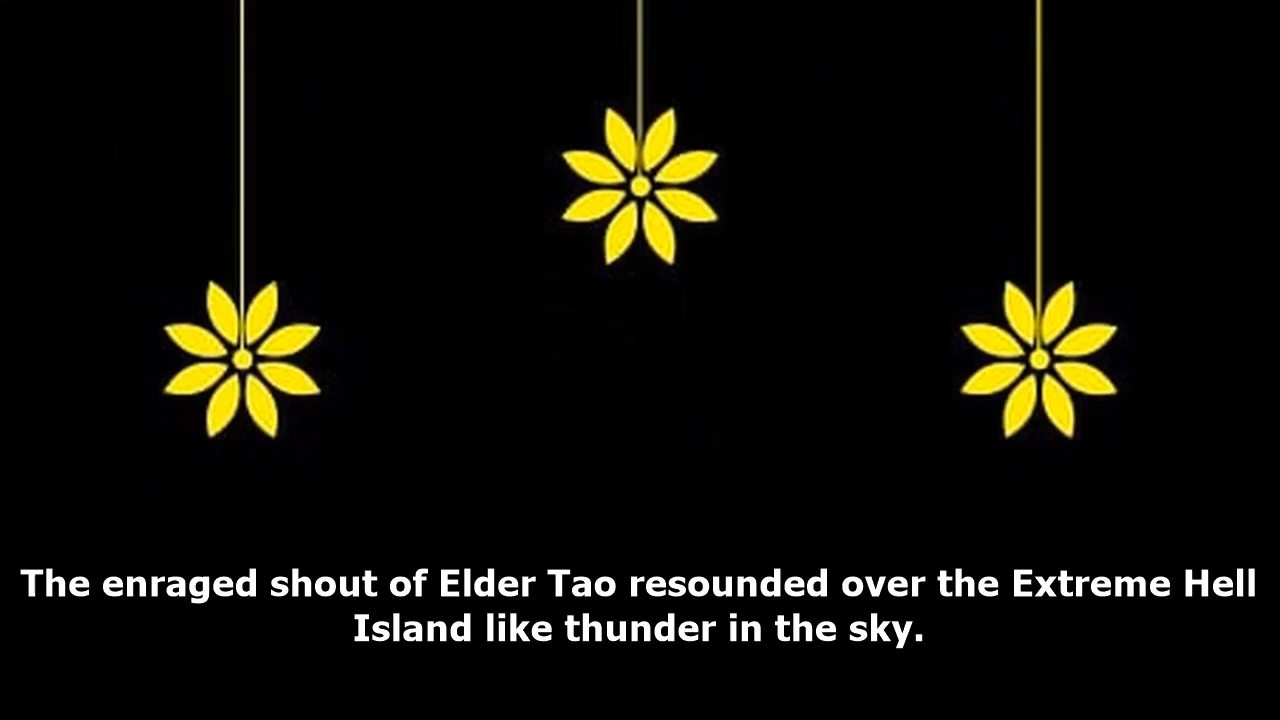 The enraged shout of Elder Tao resounded over the Extreme Hell
Island like thunder in the sky.